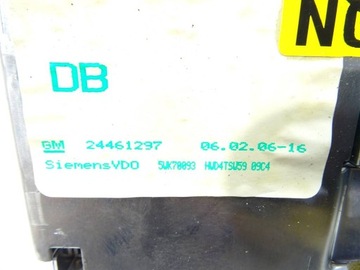 DB
GM 24461297 06.02.06-16
SiemensVDO 5WK70093 HWD4TSW59 09C4